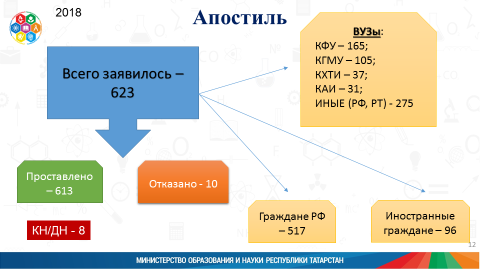 2018
Апостиль
Всего заявилось –
623
ВУЗы:
КФУ – 165;
КГМУ – 105;
КХТИ – 37;
КАИ – 31;
ИНЫЕ (РФ, РТ) - 275
Проставлено
– 613
Отказано - 10
КН/ДН - 8
Граждане РФ
– 517
Иностранные
граждане – 96
12
МИНИСТЕРСТВО ОБРАЗОВАНИЯ И НАУКИ РЕСПУБЛИКИ ТАТАРСТАН